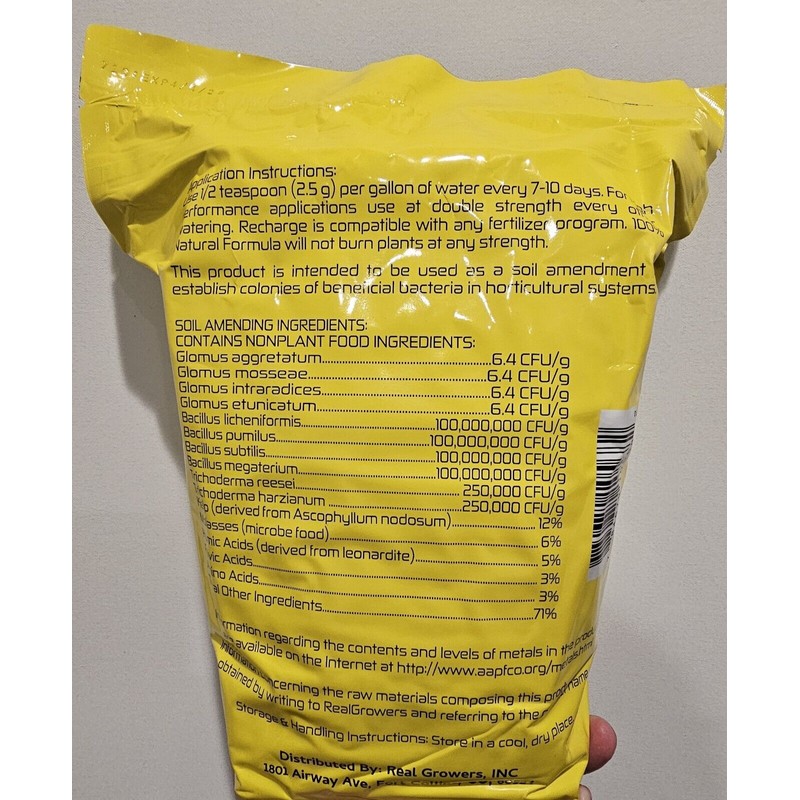 Application Instructions:
Use 1/2 teaspoon (2.5 g) per gallon of water every 7-10 days. For
performance applications use at double strength every
watering. Recharge is compatible with any fertilizer program. 100%
Natural Formula will not burn plants at any strength.
This product is intended to be used as a soil amendment
establish colonies of beneficial bacteria in horticultural systems.
SOIL AMENDING INGREDIENTS:
CONTAINS NONPLANT FOOD INGREDIENTS:
Glomus aggretatum 6.4 CFU/g
Glomus mosseae 6.4 CFU/g
Glomus intraradices 6.4 CFU/g
Glomus etunicatum 6.4 CFU/g
Bacillus licheniformis 100,000,000 CFU/g
Bacillus pumilus 100,000,000 CFU/g
Bacillus subtilis 100,000,000 CFU/g
Bacillus megaterium 100,000,000 CFU/g
Trichoderma reesei 250,000 CFU/g
Trichoderma harzianum 250,000 CFU/g
(derived from Ascophyllum nodosum) 12%
(microbe food) 6%
Acids (derived from leonardite) 5%
Acids 3%
Acids 3%
Other Ingredients 71%
regarding the contents and levels of metals in the
available on the Internet at http://www.aapfco.org/metals.htm
concerning the raw materials composing this
obtained by writing to RealGrowers and referring to the
Storage & Handling Instructions: Store in a cool, dry place.
Distributed By: Real Growers, INC
1801 Airway Ave,